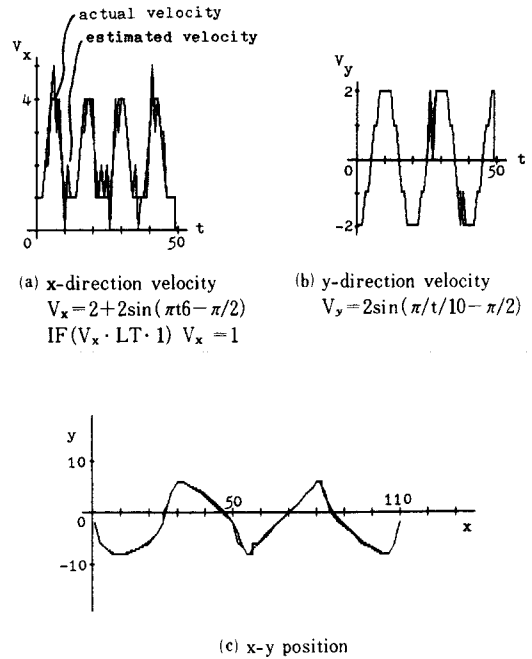 actual velocity
estimated velocity
Vx
4
0
50
t
Vy
2
0
-2
50
t
(a) x-direction velocity
Vx=2+2sin(πt6−π/2)
IF(Vx · LT · 1) Vx =1
(b) y-direction velocity
Vy=2sin(π/t/10−π/2)
y
10
0
-10
50
110
x
(c) x-y position